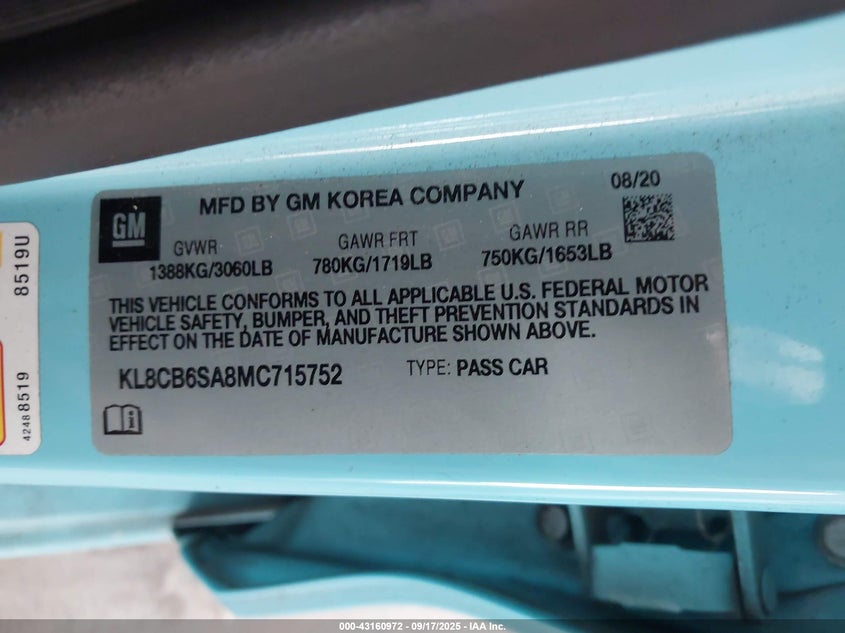 GM
MFD BY GM KOREA COMPANY
08/20
GVWR
1388KG/3060LB
GAWR FRT
780KG/1719LB
GAWR RR
750KG/1653LB
THIS VEHICLE CONFORMS TO ALL APPLICABLE U.S. FEDERAL MOTOR
VEHICLE SAFETY, BUMPER, AND THEFT PREVENTION STANDARDS IN
EFFECT ON THE DATE OF MANUFACTURE SHOWN ABOVE.
KL8CB6SA8MC715752
TYPE: PASS CAR
8519U
42488519
000-43160972 - 09/17/2025 - IAA Inc.